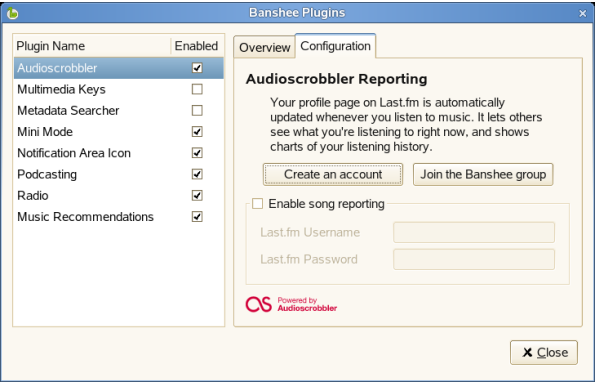 Banshee Plugins
Plugin Name Enabled
Audioscrobbler
Multimedia Keys
Metadata Searcher
Mini Mode
Notification Area Icon
Podcasting
Radio
Music Recommendations
Overview Configuration
Audioscrobbler Reporting
Your profile page on Last.fm is automatically
updated whenever you listen to music. It lets others
see what you're listening to right now, and shows
charts of your listening history.
Create an account Join the Banshee group
Enable song reporting
Last.fm Username
Last.fm Password
Powered by
Audioscrobbler
Close